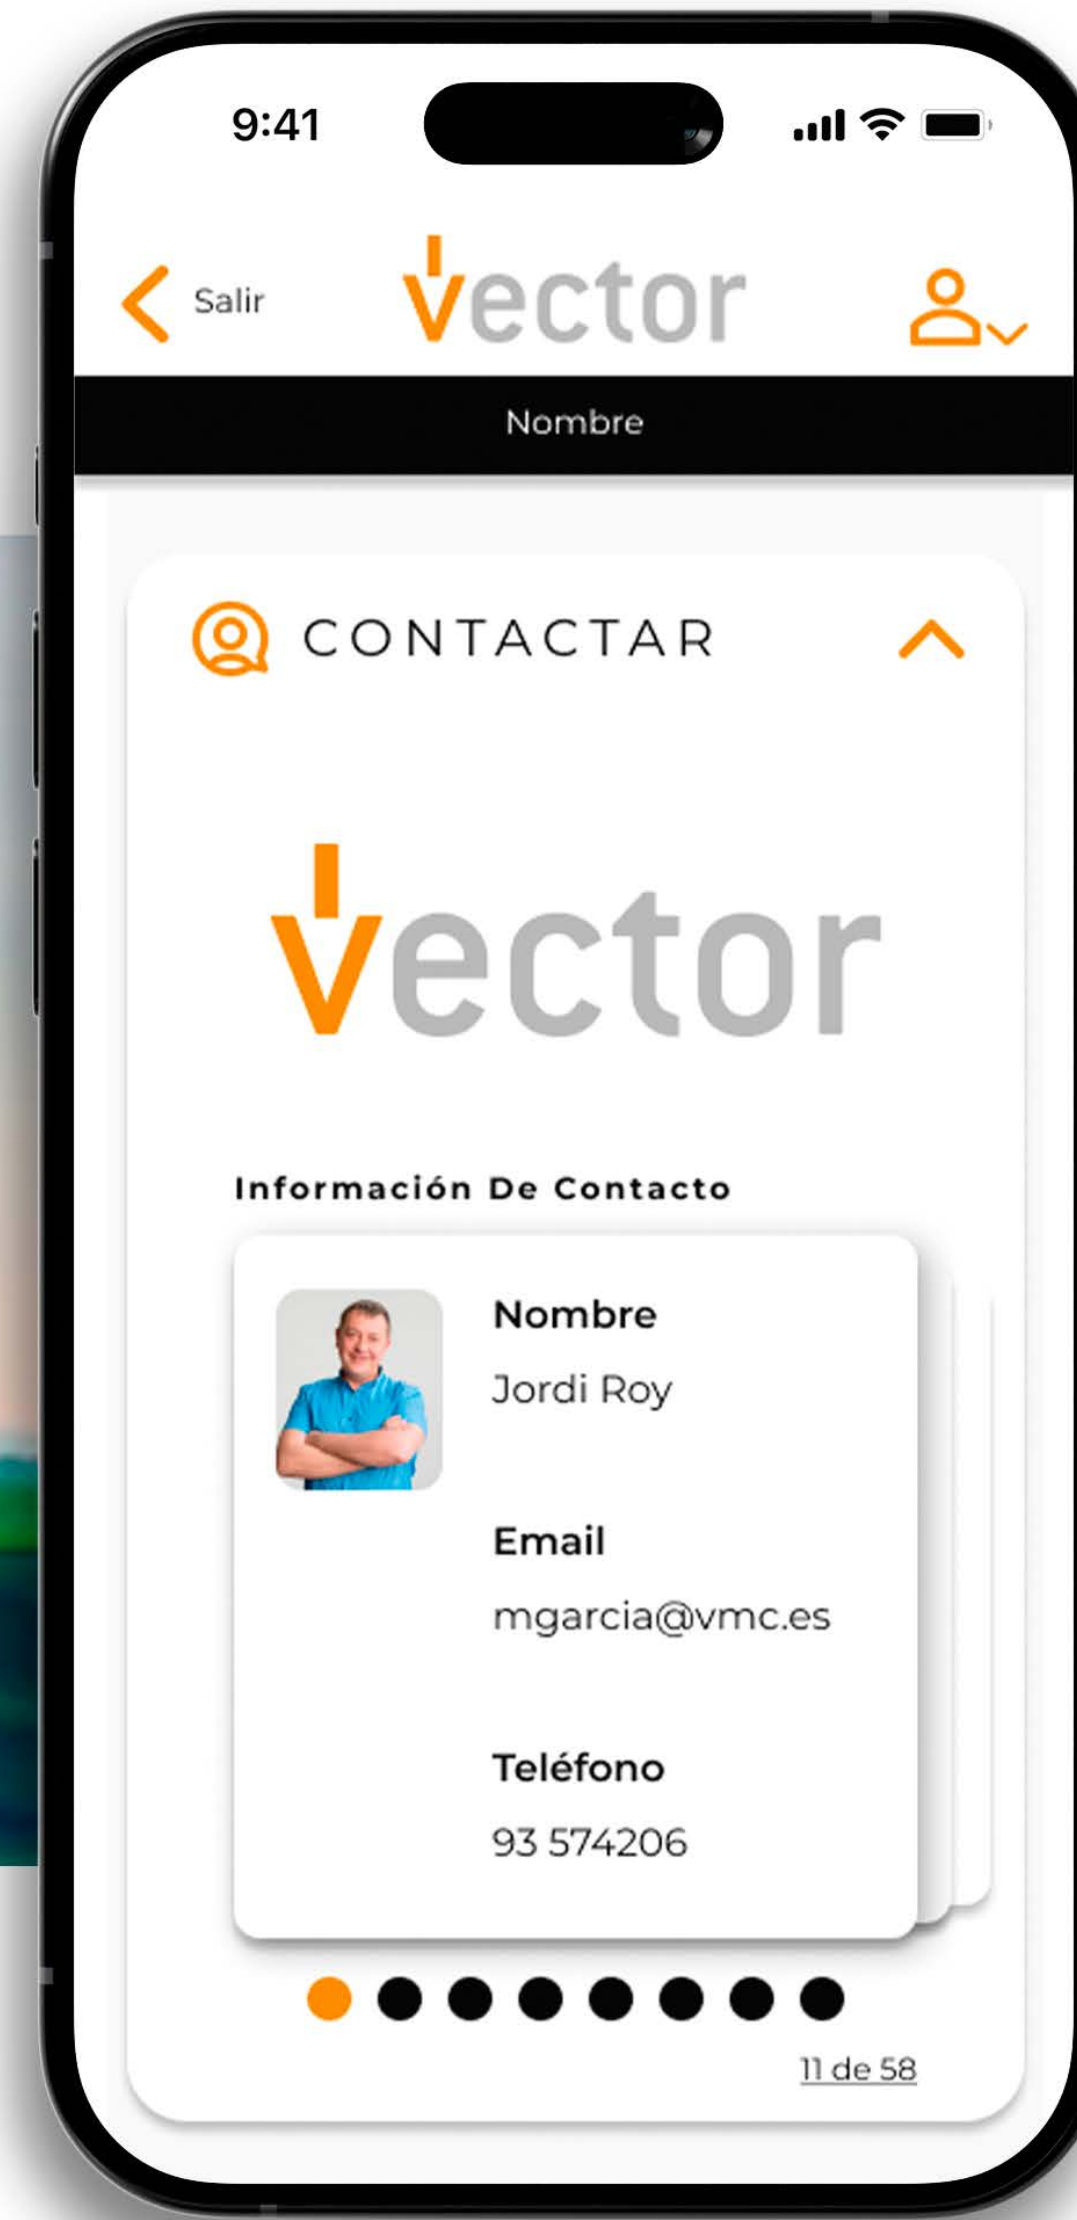 9:41
Salir
vector
Nombre
CONTACTAR
vector
Información De Contacto
Nombre
Jordi Roy
Email
mgarcia@vmc.es
Teléfono
93 574206
11 de 58